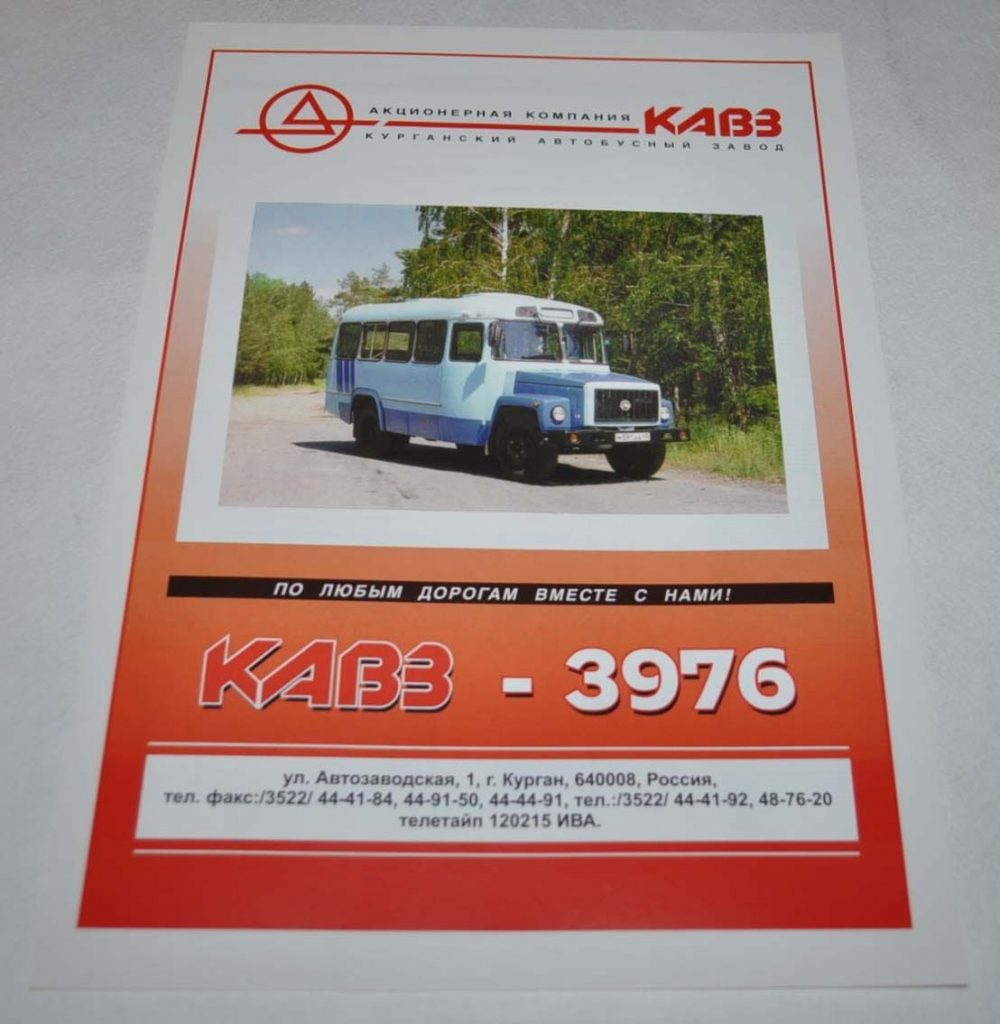 АКЦИОНЕРНАЯ КОМПАНИЯ КАВЗ
КУРГАНСКИЙ АВТОБУСНЫЙ ЗАВОД
ПО ЛЮБЫМ ДОРОГАМ ВМЕСТЕ С НАМИ!
КАВЗ - 3976
ул. Автозаводская, 1, г. Курган, 640008, Россия,
тел. факс:/3522/ 44-41-84, 44-91-50, 44-44-91, тел.:/3522/ 44-41-92, 48-76-20
телетайп 120215 ИВА.